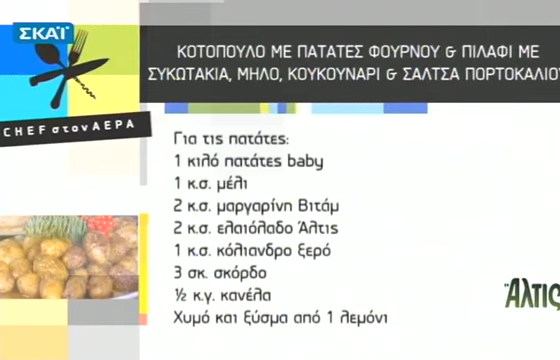 ΣΚΑΪ
ΚΟΤΟΠΟΥΛΟ ΜΕ ΠΑΤΑΤΕΣ ΦΟΥΡΝΟΥ & ΠΙΛΑΦΙ ΜΕ
ΣΥΚΩΤΑΚΙΑ, ΜΗΛΟ, ΚΟΥΚΟΥΝΑΡΙ & ΣΑΛΤΣΑ ΠΟΡΤΟΚΑΛΙΟΥ
CHEF στον ΑΕΡΑ
Για τις πατάτες:
1 κιλό πατάτες baby
1 κ.σ. μέλι
2 κ.σ. μαργαρίνη Βιτάμ
2 κ.σ. ελαιόλαδο Άλτις
1 κ.σ. κόλιανδρο ξερό
3 σκ. σκόρδο
½ κ.γ. κανέλα
Χυμό και ξύσμα από 1 λεμόνι
Άλτις